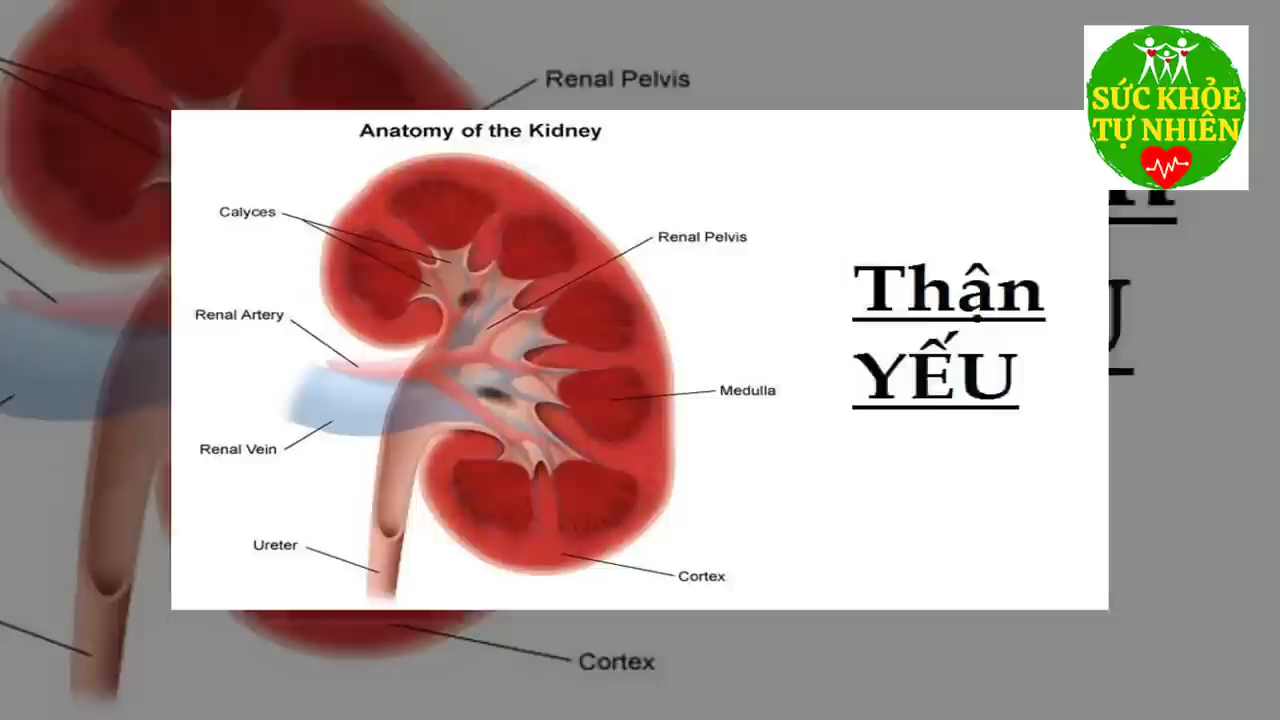 Renal Pelvis
SỨC KHỎE
TỰ NHIÊN
Anatomy of the Kidney
Calyces
Renal Pelvis
Renal Artery
Thận
YẾU
Medulla
Renal Vein
Ureter
Cortex
Cortex